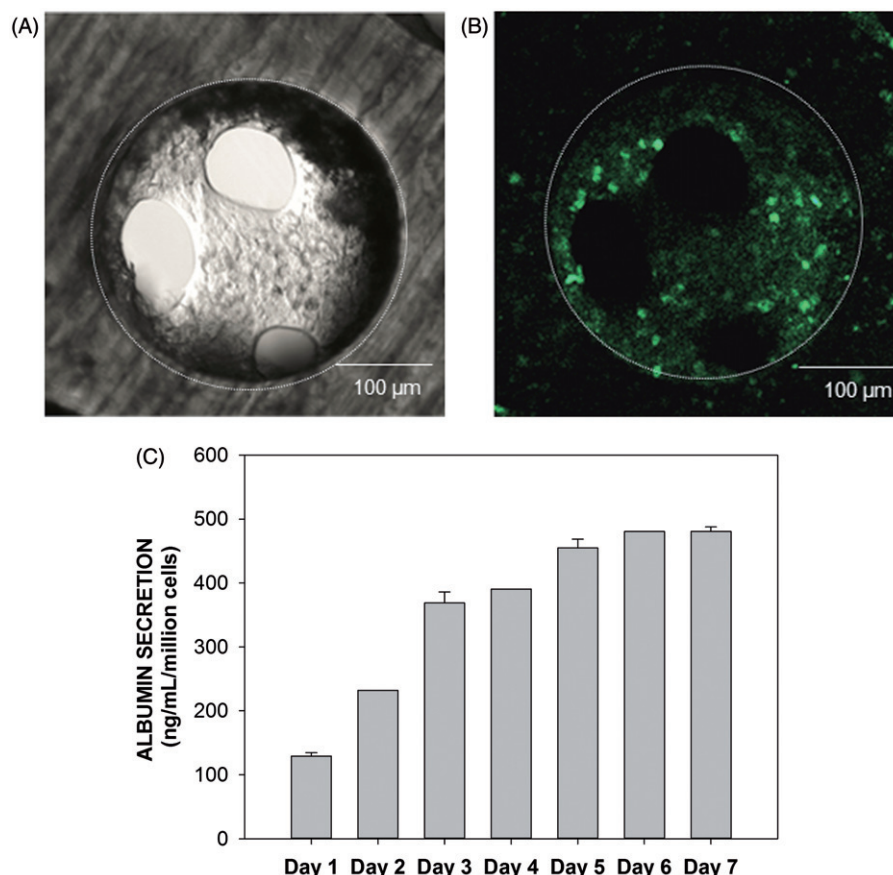 (A)
100 µm
(B)
100 µm
(C)
ALBUMIN SECRETION
(ng/mL/million cells)
600
500
400
300
200
100
0
Day 1 Day 2 Day 3 Day 4 Day 5 Day 6 Day 7